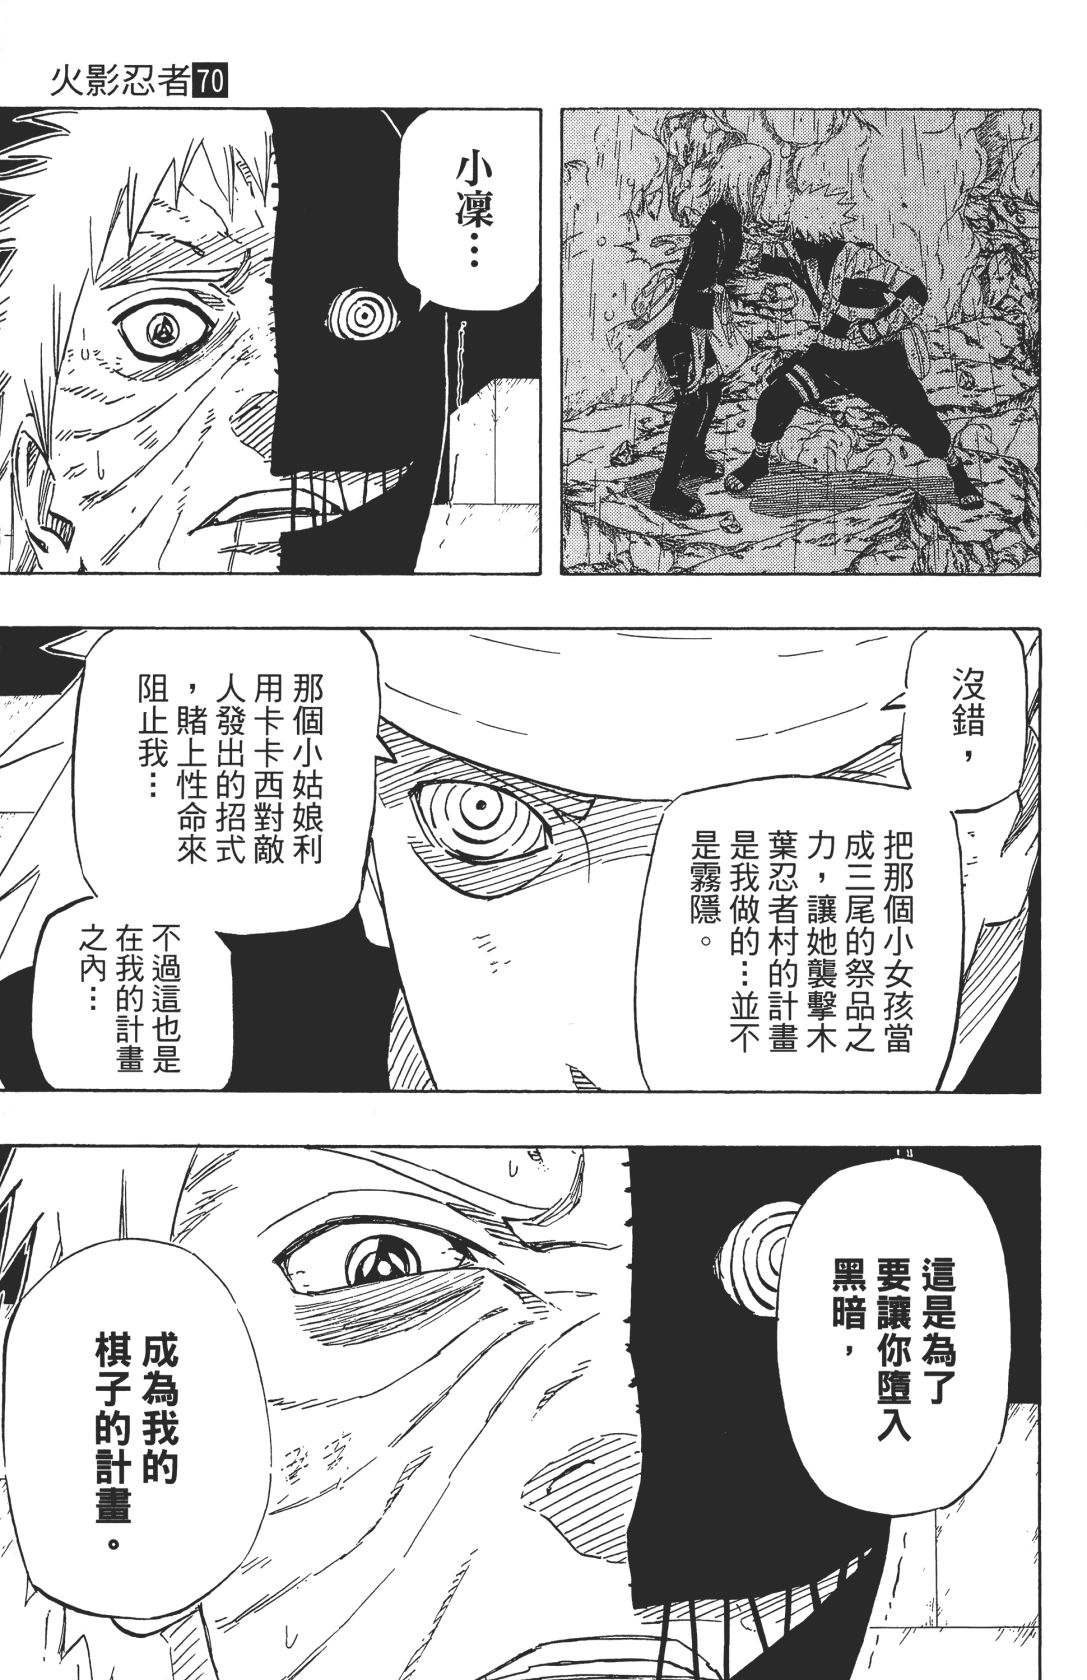 火影忍者70
小凜…
沒錯，
把那個小女孩當
成三尾的祭品之
力，讓她襲擊木
葉忍者村的計畫
是我做的…並不
是霧隱。
那個小姑娘利
用卡卡西對敵
人發出的招式
，賭上性命來
阻止我…
不過這也是
在我的計畫
之內…
這是為了
要讓你墮入
黑暗，
成為我的
棋子的計畫。